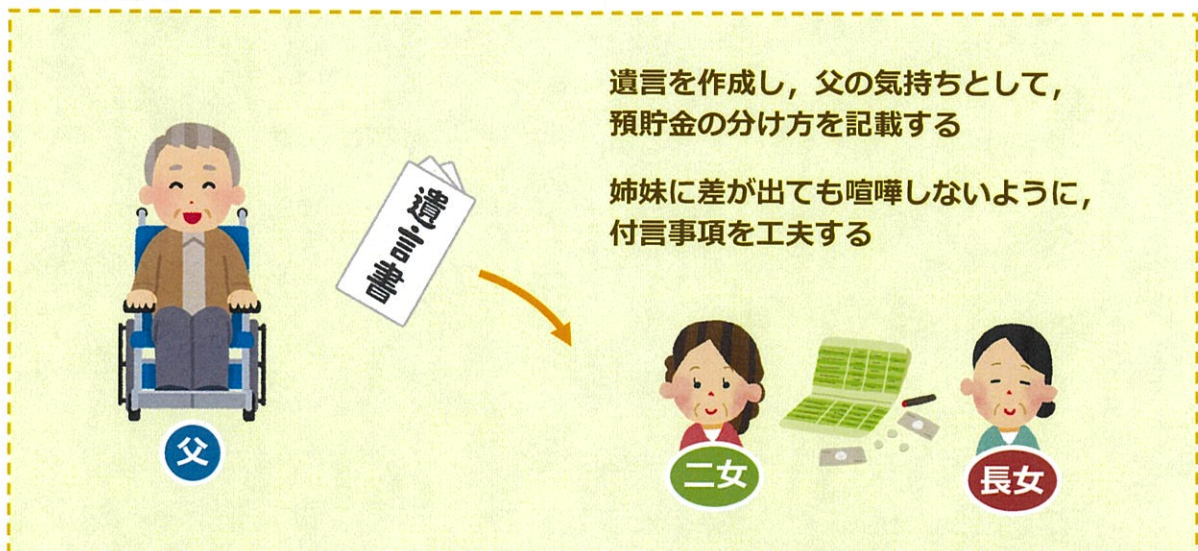 遺言を作成し，父の気持ちとして，
預貯金の分け方を記載する
姉妹に差が出ても喧嘩しないように，
付言事項を工夫する
遺言書
父
二女
長女